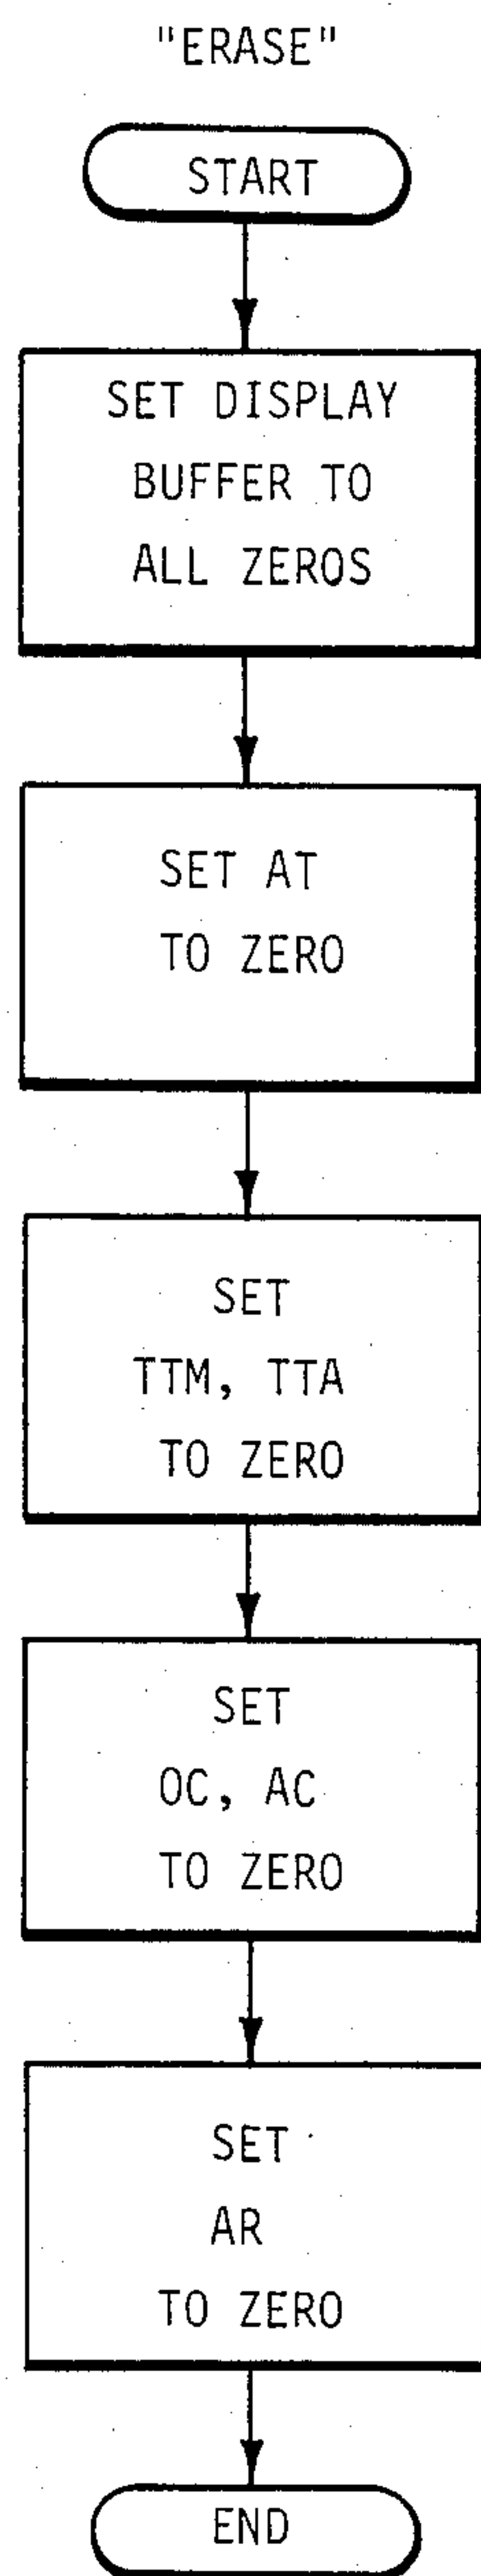 "ERASE"
START
SET DISPLAY
BUFFER TO
ALL ZEROS
SET AT
TO ZERO
SET
TTM, TTA
TO ZERO
SET
OC, AC
TO ZERO
SET
AR
TO ZERO
END